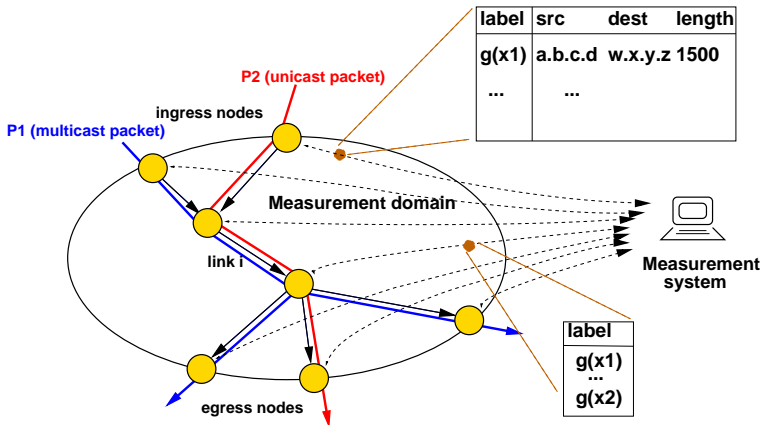 label src dest length
g(x1) a.b.c.d w.x.y.z 1500
... ...
P2 (unicast packet)
ingress nodes
P1 (multicast packet)
Measurement domain
link i
Measurement
system
label
g(x1)
...
g(x2)
egress nodes